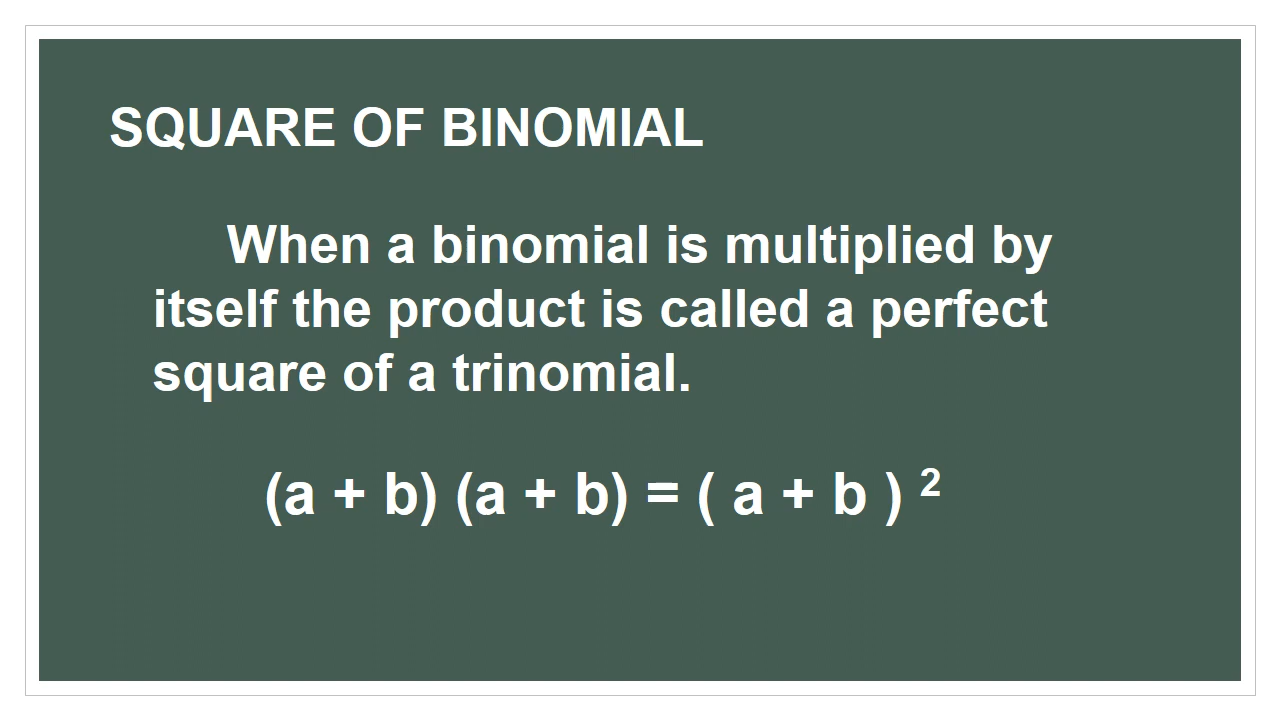 SQUARE OF BINOMIAL
When a binomial is multiplied by
itself the product is called a perfect
square of a trinomial.
(a + b) (a + b) = ( a + b ) ²